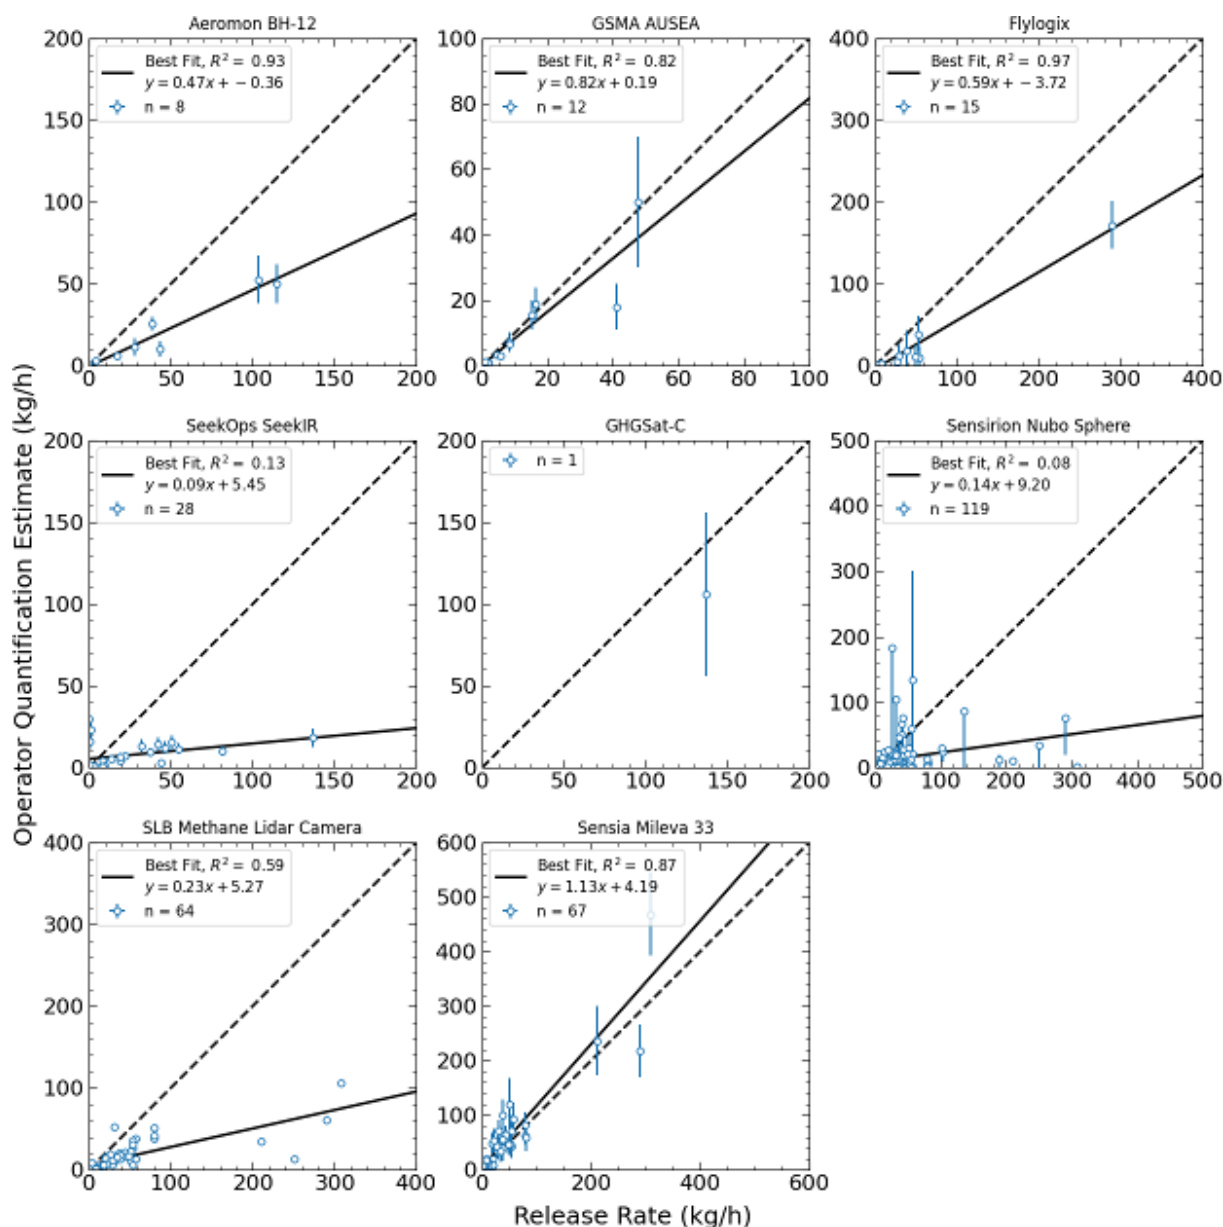 Aeromon BH-12
200
150
100
50
0
0 50 100 150 200
Best Fit, R² = 0.93
y = 0.47x + − 0.36
n = 8
GSMA AUSEA
100
80
60
40
20
0
0 20 40 60 80 100
Best Fit, R² = 0.82
y = 0.82x + 0.19
n = 12
Flylogix
400
300
200
100
0
0 100 200 300 400
Best Fit, R² = 0.97
y = 0.59x + − 3.72
n = 15
Operator Quantification Estimate (kg/h)
SeekOps SeekIR
200
150
100
50
0
0 50 100 150 200
Best Fit, R² = 0.13
y = 0.09x + 5.45
n = 28
GHGSat-C
200
150
100
50
0
0 50 100 150 200
n = 1
Sensirion Nubo Sphere
500
400
300
200
100
0
0 100 200 300 400 500
Best Fit, R² = 0.08
y = 0.14x + 9.20
n = 119
SLB Methane Lidar Camera
400
300
200
100
0
0 100 200 300 400
Best Fit, R² = 0.59
y = 0.23x + 5.27
n = 64
Sensia Mileva 33
600
500
400
300
200
100
0
0 200 400 600
Best Fit, R² = 0.87
y = 1.13x + 4.19
n = 67
Release Rate (kg/h)